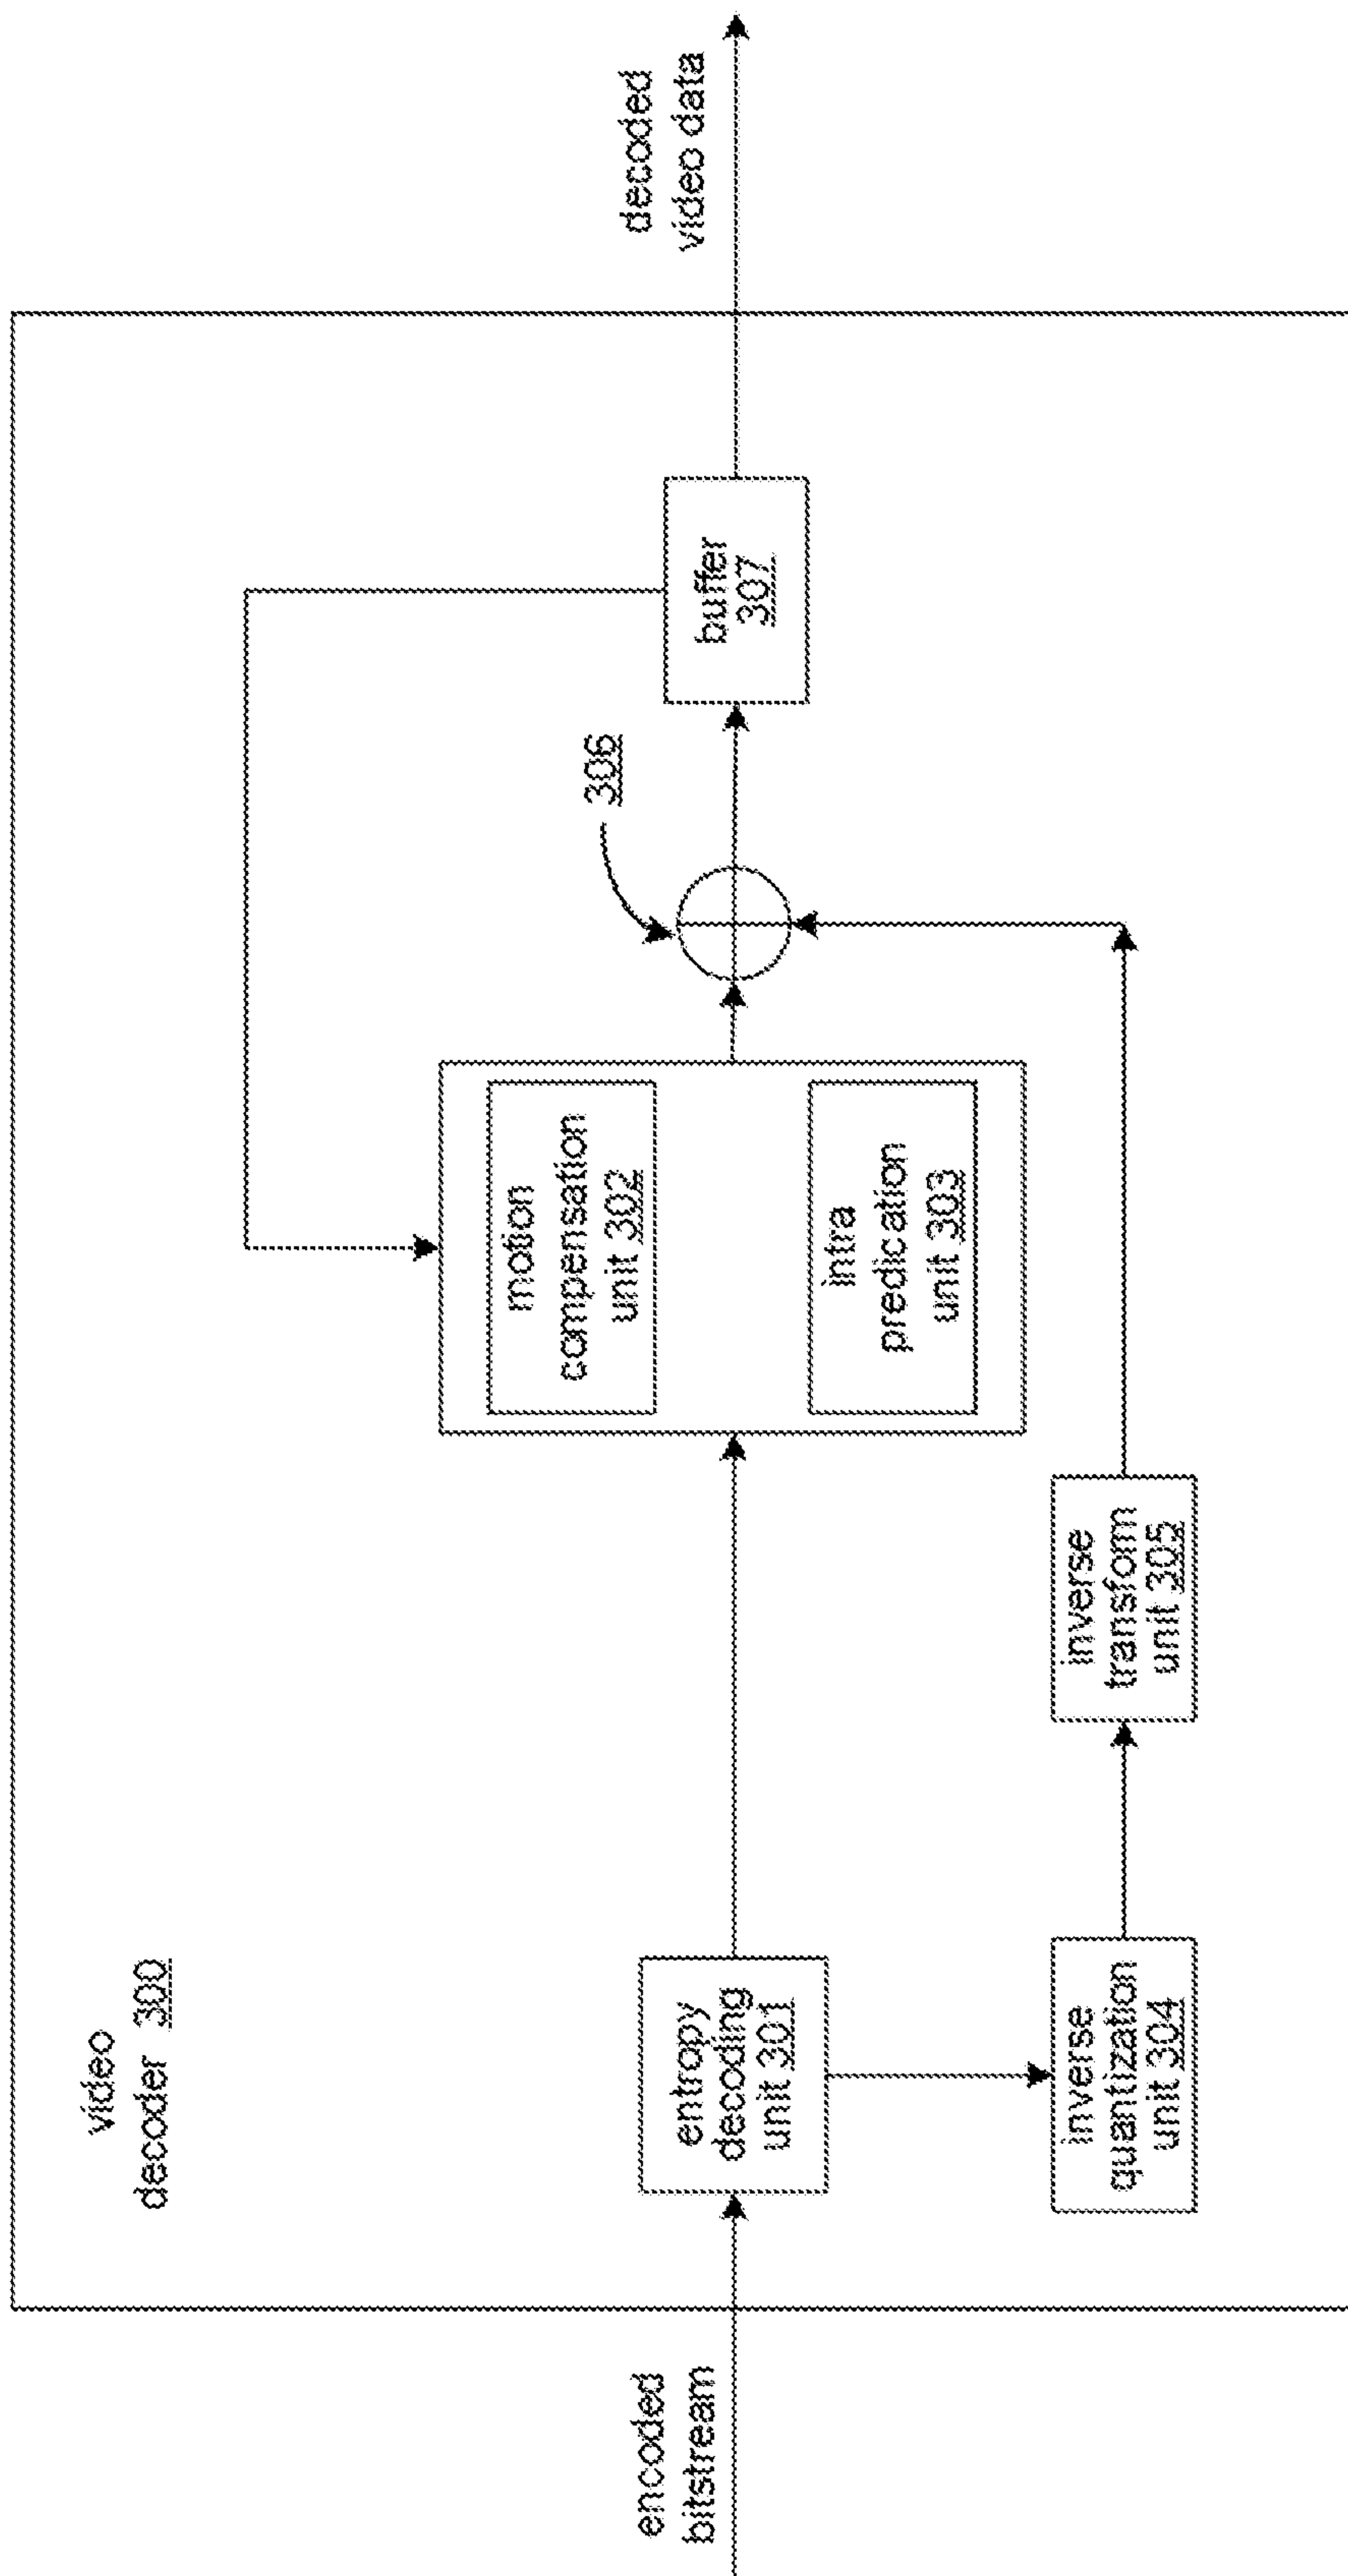 video
decoder 300
encoded
bitstream
entropy
decoding
unit 301
inverse
quantization
unit 304
inverse
transform
unit 305
motion
compensation
unit 302
intra
predication
unit 303
306
buffer
307
decoded
video data